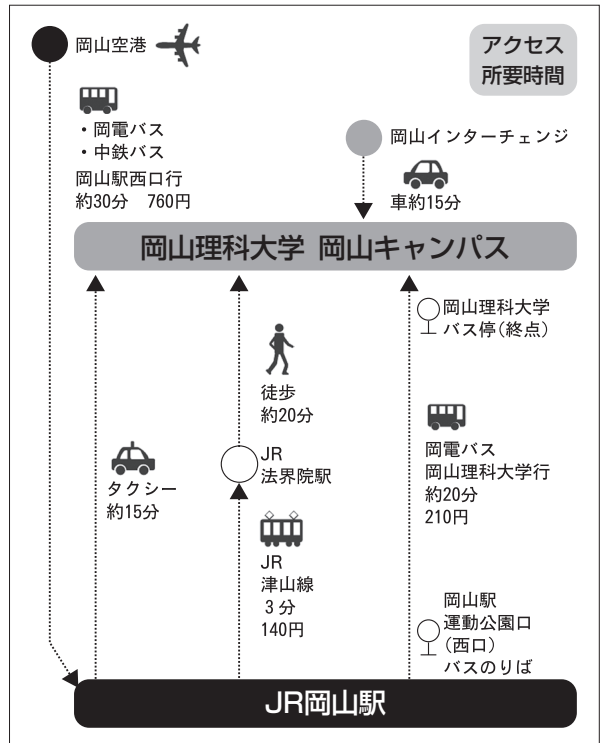 岡山空港
アクセス
所要時間
・岡電バス
・中鉄バス
岡山駅西口行
約30分　760円
岡山インターチェンジ
車約15分
岡山理科大学 岡山キャンパス
岡山理科大学
バス停(終点)
徒歩
約20分
JR
法界院駅
タクシー
約15分
岡電バス
岡山理科大学行
約20分
210円
JR
津山線
3分
140円
岡山駅
運動公園口
(西口)
バスのりば
JR岡山駅